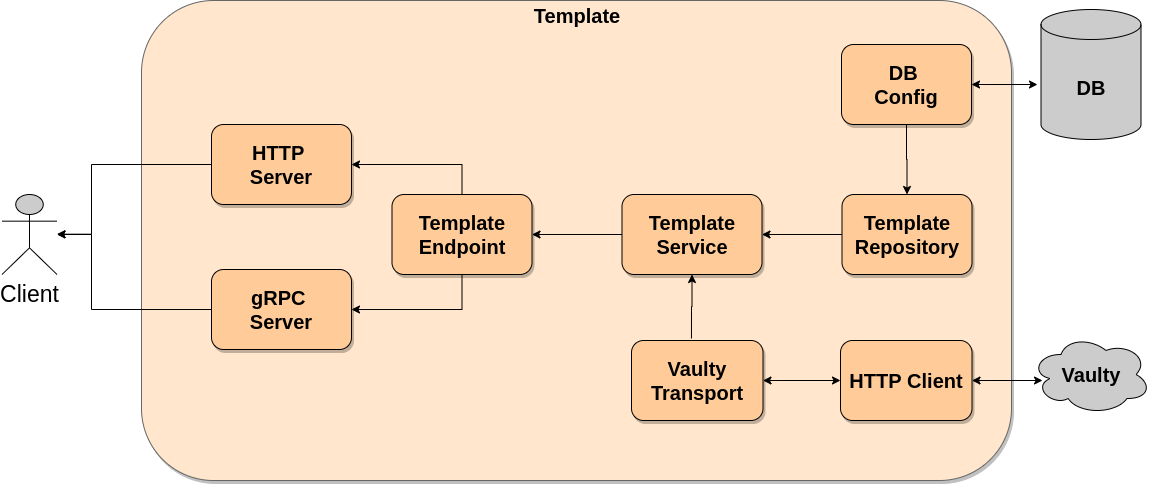 Template
DB
Config
DB
HTTP
Server
Template
Endpoint
Template
Service
Template
Repository
Client
gRPC
Server
Vaulty
Transport
HTTP Client
Vaulty